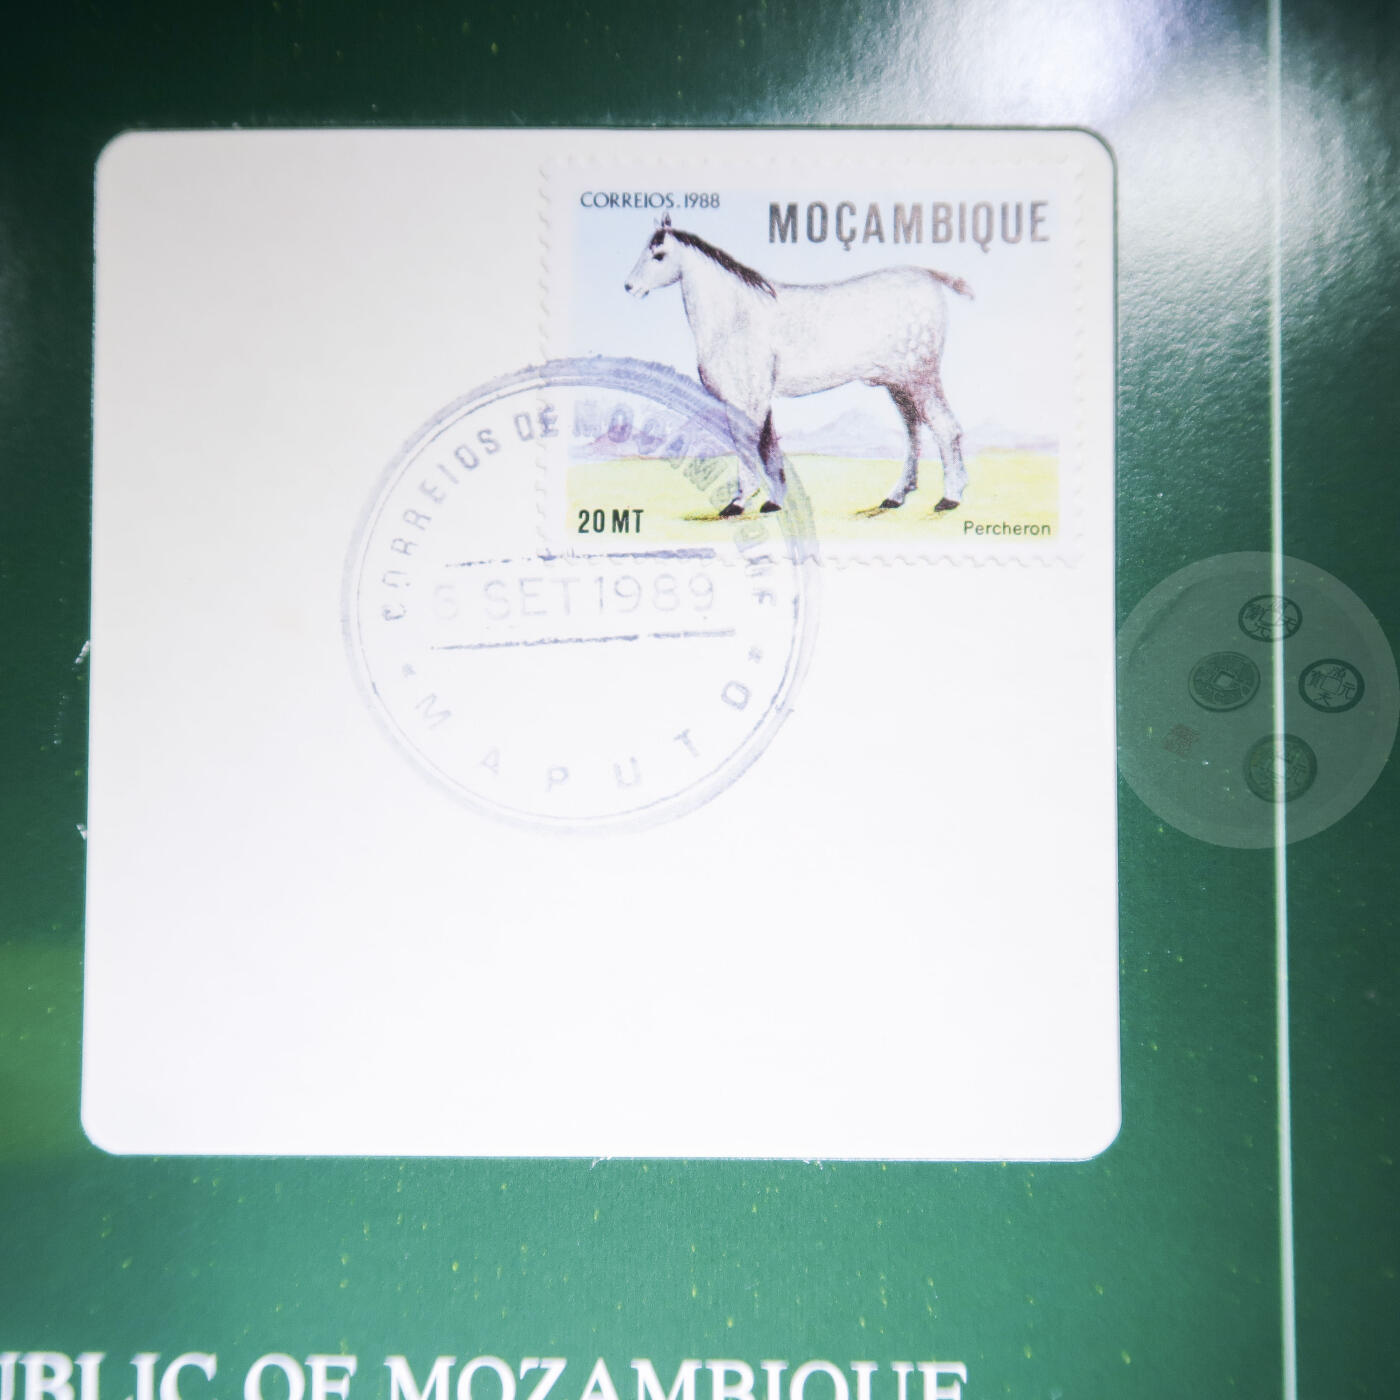 CORREIOS.1988
MOÇAMBIQUE
20 MT
Percheron
CORREIOS DE MOÇAMBIQUE
6 SET 1989
* MAPUTO *
UBLIC OF MOZAMBIQUE